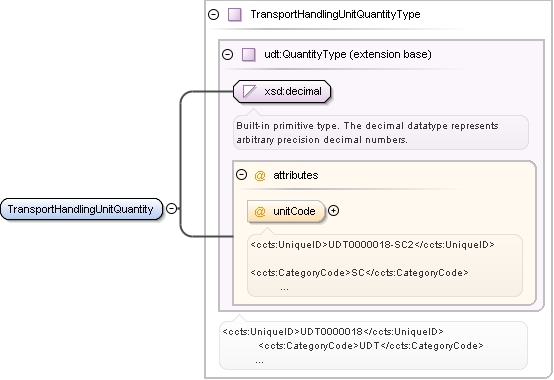 TransportHandlingUnitQuantityType
udt:QuantityType (extension base)
xsd:decimal
Built-in primitive type. The decimal datatype represents
arbitrary precision decimal numbers.
@ attributes
TransportHandlingUnitQuantity
@ unitCode
<ccts:UniqueID>UDT0000018-SC2</ccts:UniqueID>
<ccts:CategoryCode>SC</ccts:CategoryCode>
...
<ccts:UniqueID>UDT0000018</ccts:UniqueID>
<ccts:CategoryCode>UDT</ccts:CategoryCode>
...